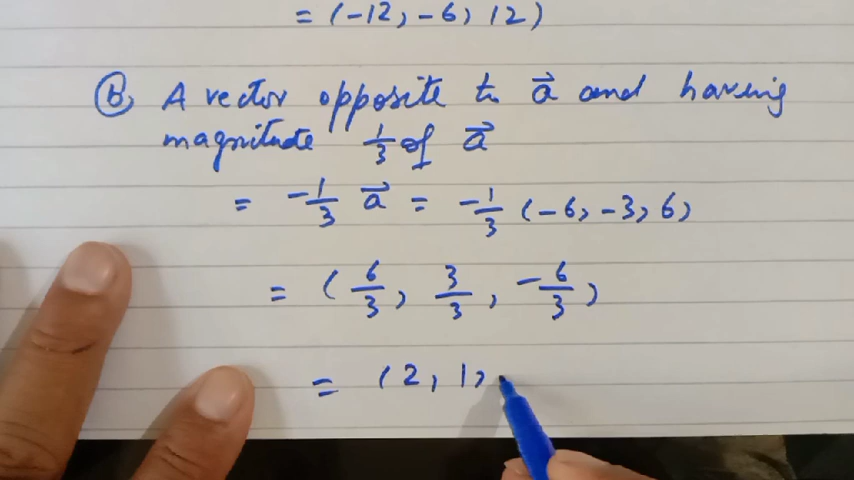 = (-12, -6, 12)
(B) A vector opposite to a⃗ and having
magnitude 1/3 of a⃗
= -1/3 a⃗ = -1/3 (-6, -3, 6)
= (6/3, 3/3, -6/3)
= (2, 1,